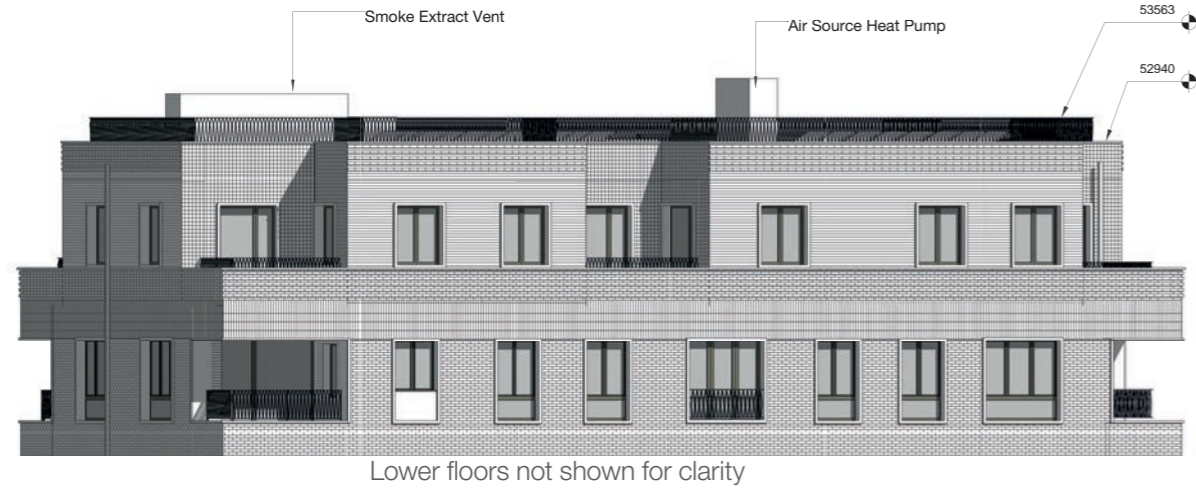 Smoke Extract Vent
Air Source Heat Pump
53563
52940
Lower floors not shown for clarity